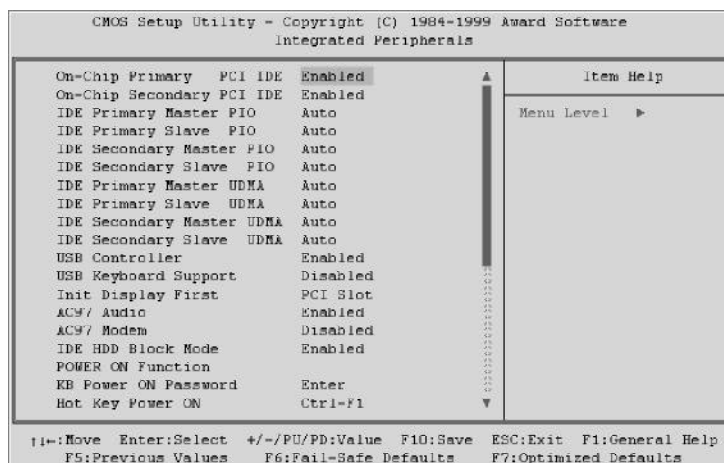 CMOS Setup Utility - Copyright (C) 1984-1999 Award Software
Integrated Peripherals
On-Chip Primary PCI IDE Enabled
Item Help
On-Chip Secondary PCI IDE Enabled
IDE Primary Master PIO Auto
Menu Level ▶
IDE Primary Slave PIO Auto
IDE Secondary Master PIO Auto
IDE Secondary Slave PIO Auto
IDE Primary Master UDMA Auto
IDE Primary Slave UDMA Auto
IDE Secondary Master UDMA Auto
IDE Secondary Slave UDMA Auto
USB Controller Enabled
USB Keyboard Support Disabled
Init Display First PCI Slot
AC97 Audio Enabled
AC97 Modem Disabled
IDE HDD Block Mode Enabled
POWER ON Function
KB Power ON Password Enter
Hot Key Power ON Ctrl-F1
↑↓←:Move Enter:Select +/-/PU/PD:Value F10:Save ESC:Exit F1:General Help
F5:Previous Values F6:Fail-Safe Defaults F7:Optimized Defaults